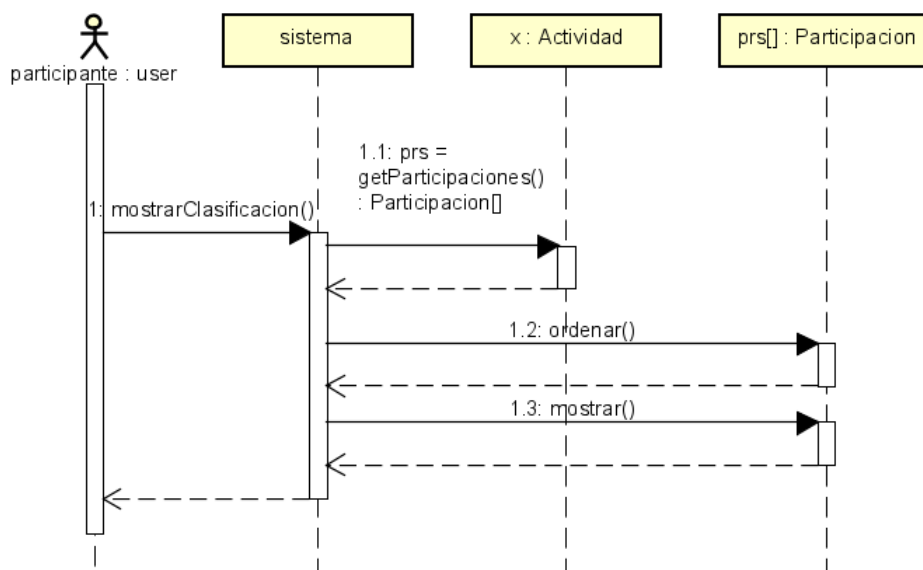 sistema
x : Actividad
prs[] : Participacion
participante : user
1.1: prs =
getParticipaciones()
: Participacion[]
1: mostrarClasificacion()
1.2: ordenar()
1.3: mostrar()